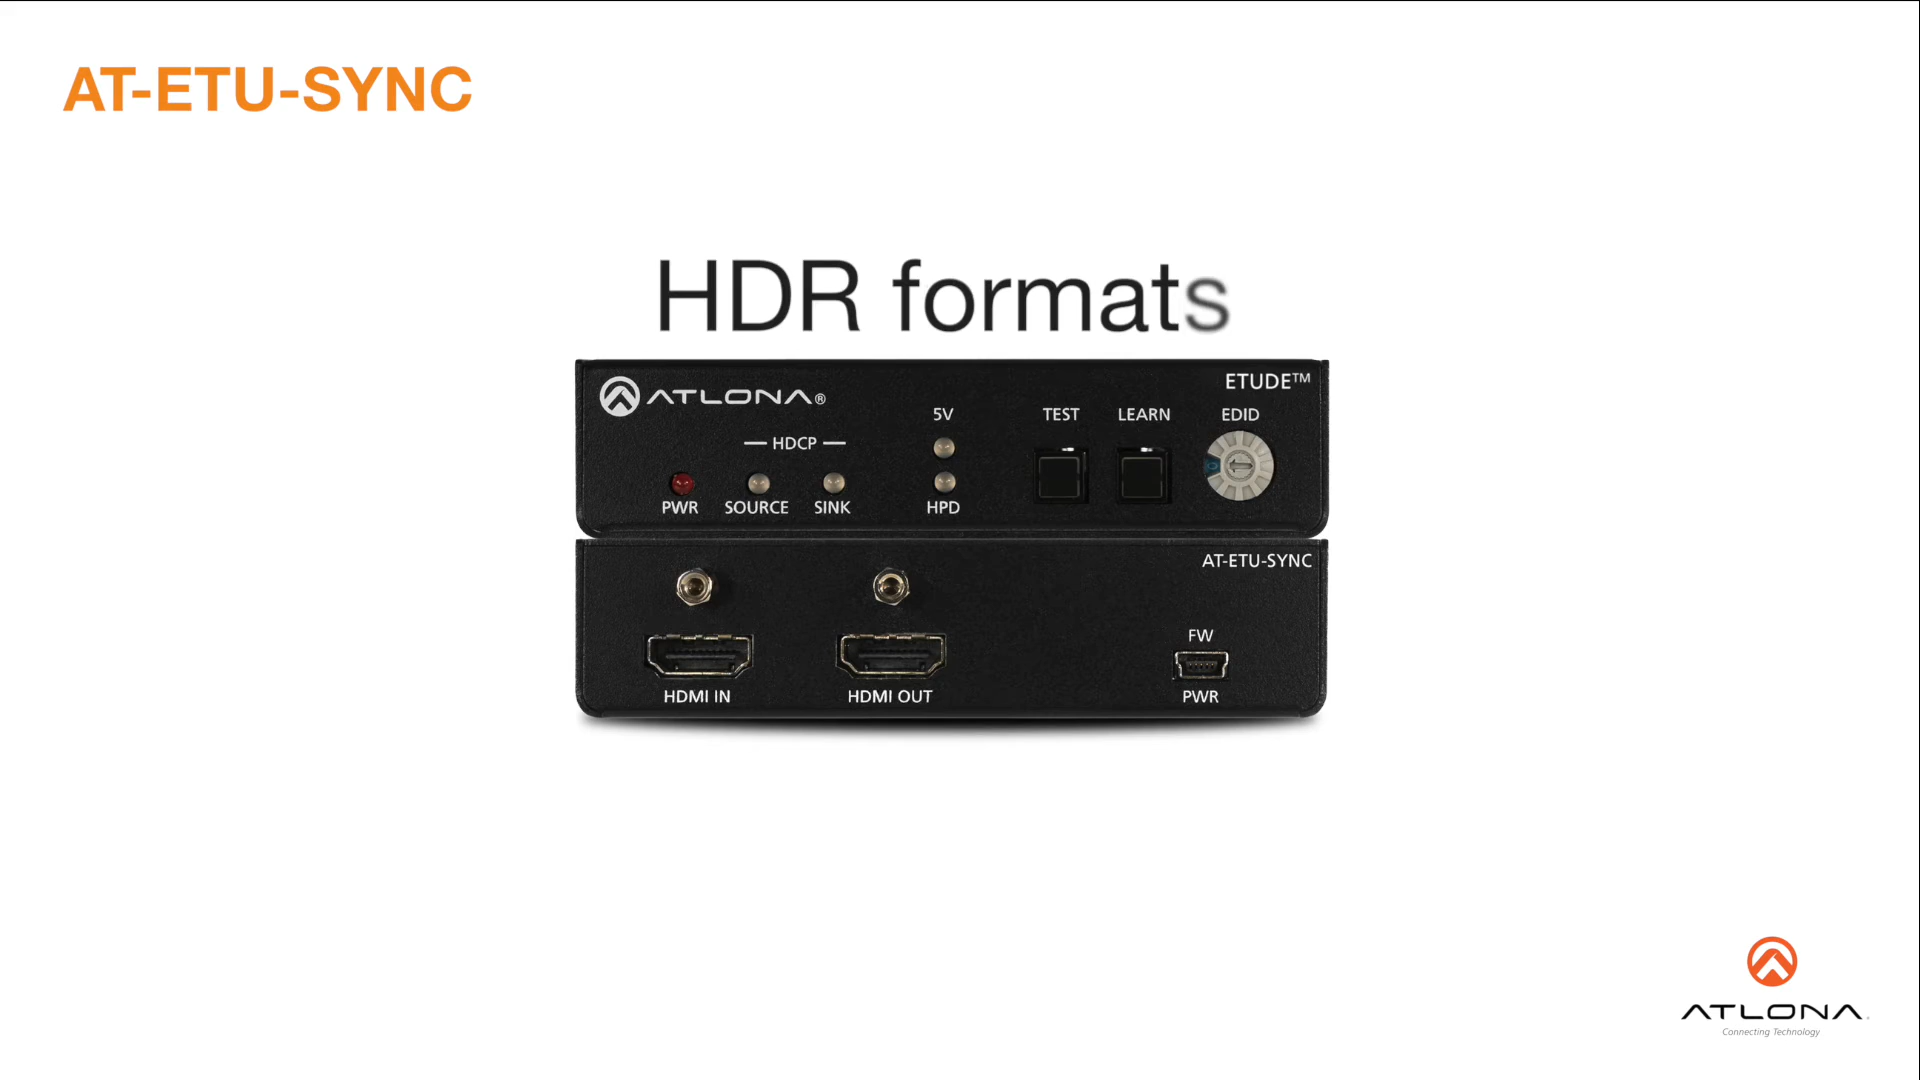 AT-ETU-SYNC
HDR formats
ATLONA®
ETUDE™
5V
TEST
LEARN
EDID
HDCP
PWR
SOURCE
SINK
HPD
AT-ETU-SYNC
FW
HDMI IN
HDMI OUT
PWR
ATLONA
Connecting Technology